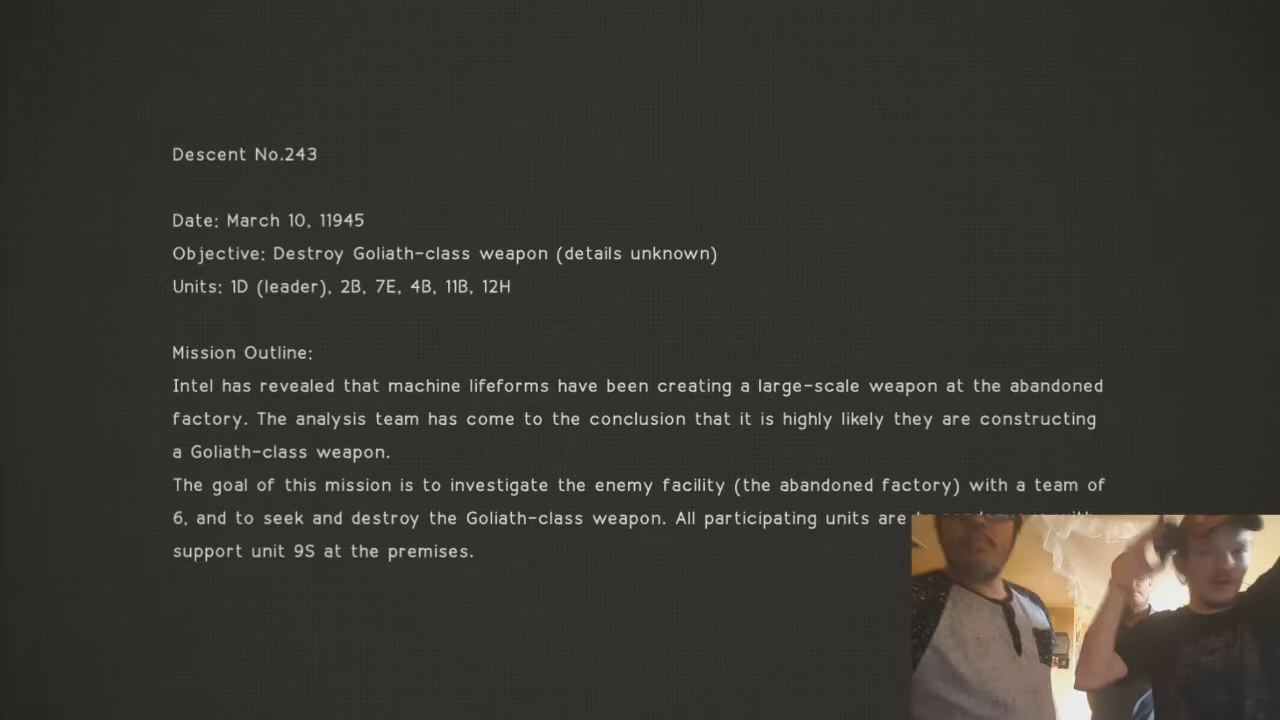 Descent No.243
Date: March 10, 11945
Objective: Destroy Goliath-class weapon (details unknown)
Units: 1D (leader), 2B, 7E, 4B, 11B, 12H
Mission Outline:
Intel has revealed that machine lifeforms have been creating a large-scale weapon at the abandoned
factory. The analysis team has come to the conclusion that it is highly likely they are constructing
a Goliath-class weapon.
The goal of this mission is to investigate the enemy facility (the abandoned factory) with a team of
6, and to seek and destroy the Goliath-class weapon. All participating units are
support unit 9S at the premises.